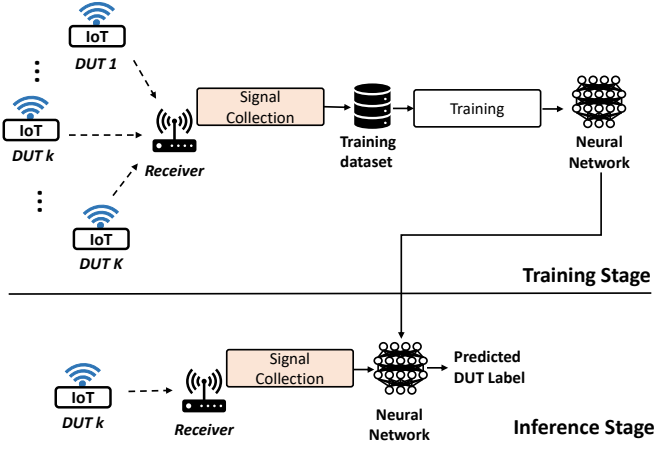 IoT
DUT 1
⋮
IoT
DUT k
⋮
IoT
DUT K
Receiver
Signal
Collection
Training
dataset
Training
Neural
Network
Training Stage
IoT
DUT k
Receiver
Signal
Collection
Neural
Network
Predicted
DUT Label
Inference Stage